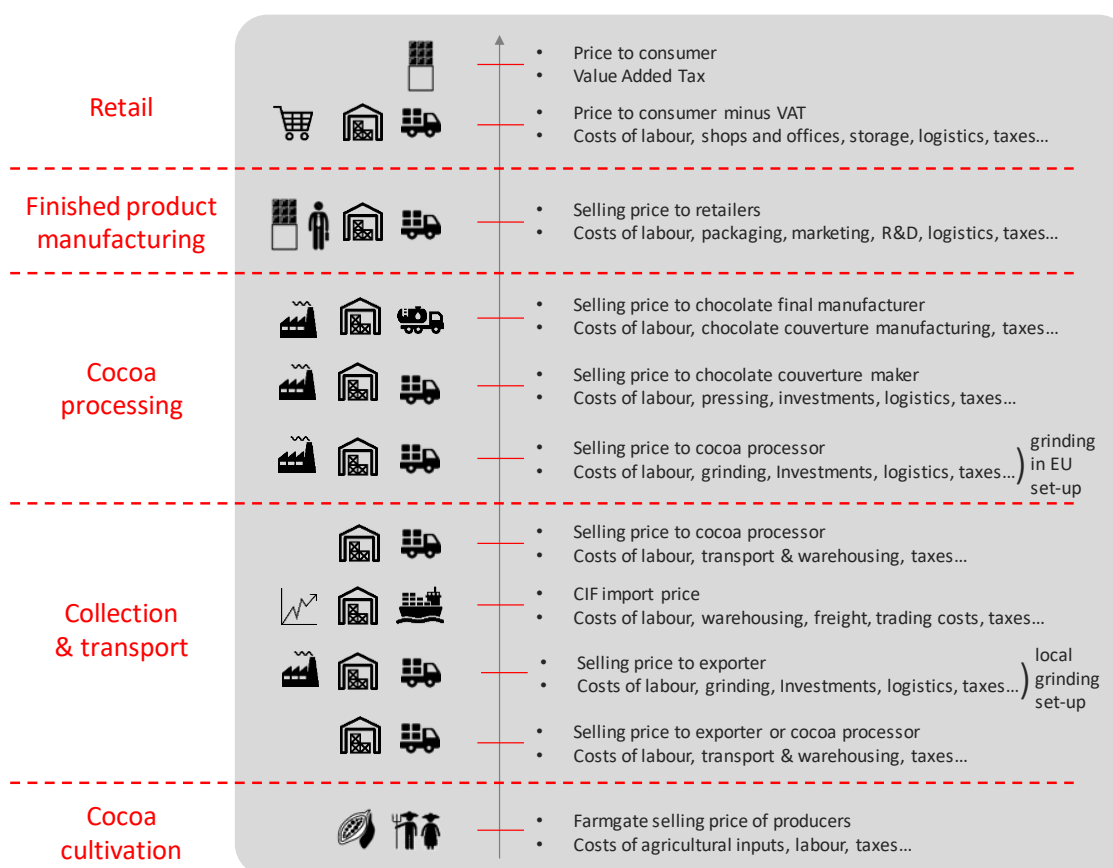 Retail
• Price to consumer
• Value Added Tax
• Price to consumer minus VAT
• Costs of labour, shops and offices, storage, logistics, taxes…
Finished product
manufacturing
• Selling price to retailers
• Costs of labour, packaging, marketing, R&D, logistics, taxes…
Cocoa
processing
• Selling price to chocolate final manufacturer
• Costs of labour, chocolate couverture manufacturing, taxes…
• Selling price to chocolate couverture maker
• Costs of labour, pressing, investments, logistics, taxes…
• Selling price to cocoa processor
• Costs of labour, grinding, Investments, logistics, taxes… )
grinding
in EU
set-up
Collection
& transport
• Selling price to cocoa processor
• Costs of labour, transport & warehousing, taxes…
• CIF import price
• Costs of labour, warehousing, freight, trading costs, taxes…
• Selling price to exporter
• Costs of labour, grinding, Investments, logistics, taxes… )
local
grinding
set-up
• Selling price to exporter or cocoa processor
• Costs of labour, transport & warehousing, taxes…
Cocoa
cultivation
• Farmgate selling price of producers
• Costs of agricultural inputs, labour, taxes…